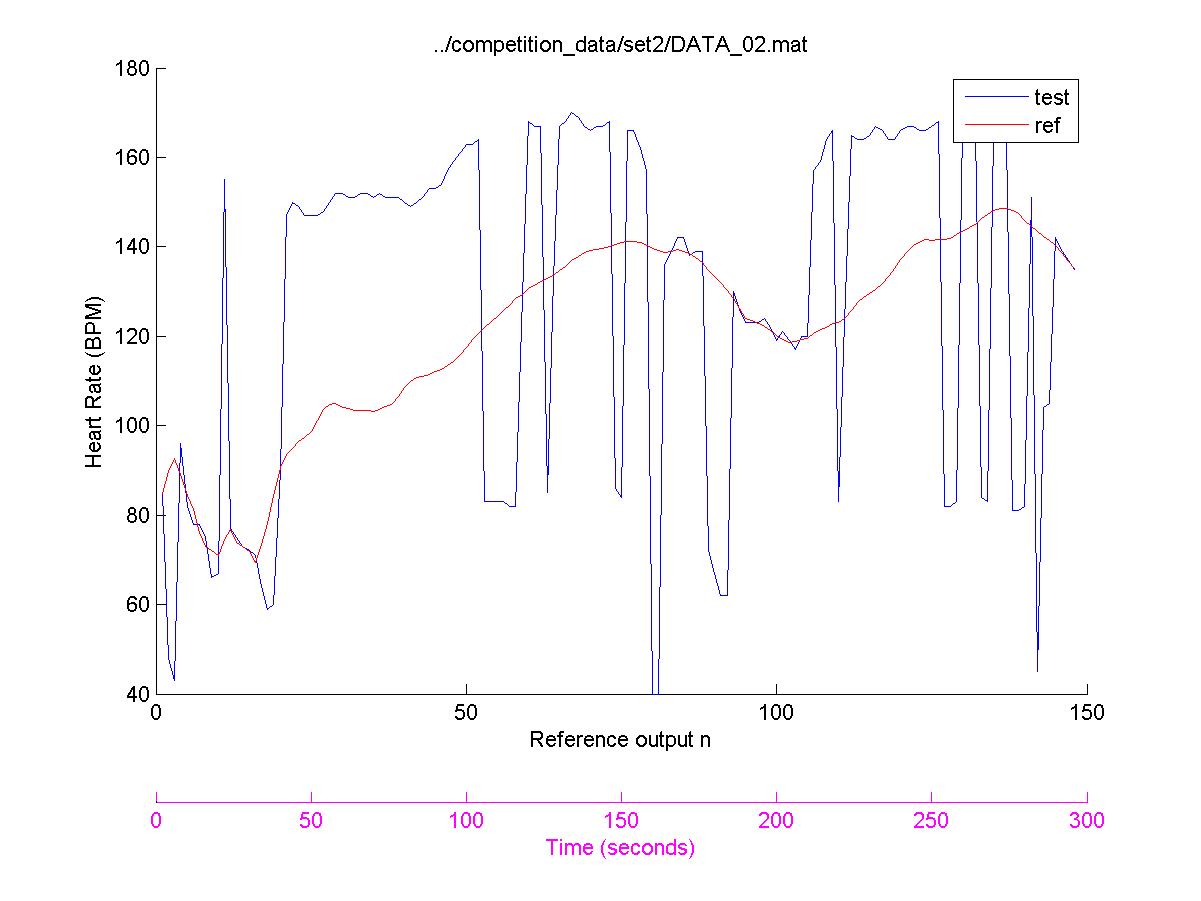 ../competition_data/set2/DATA_02.mat
180
160
140
120
100
80
60
40
Heart Rate (BPM)
test
ref
0 50 100 150
Reference output n
0 50 100 150 200 250 300
Time (seconds)